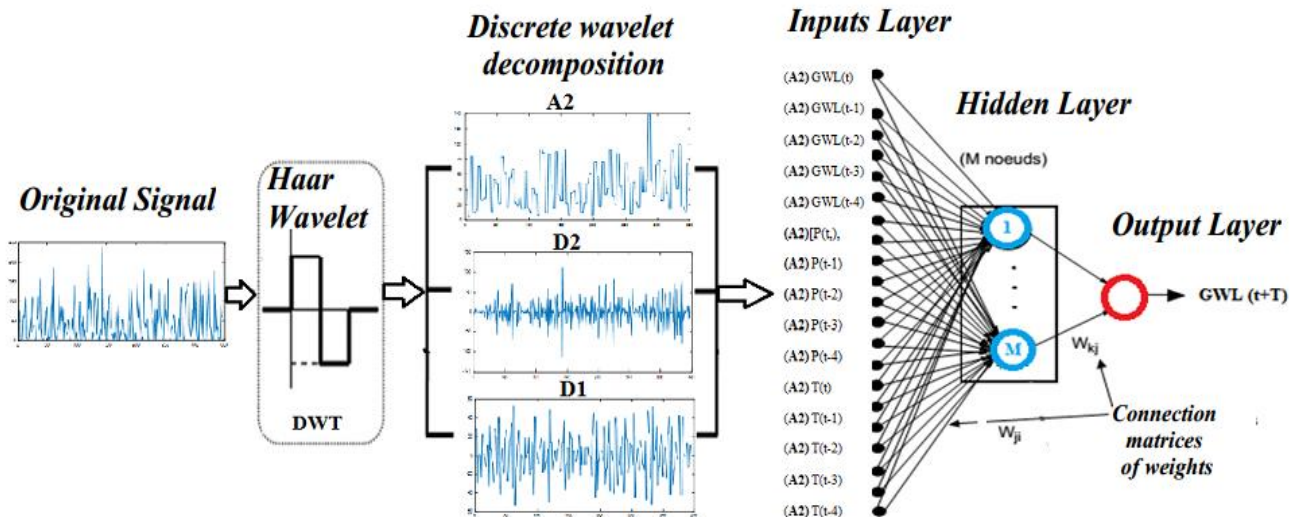 Original Signal
Haar
Wavelet
DWT
Discrete wavelet
decomposition
A2
D2
D1
Inputs Layer
(A2) GWL(t)
(A2) GWL(t-1)
(A2) GWL(t-2)
(A2) GWL(t-3)
(A2) GWL(t-4)
(A2)[P(t),
(A2) P(t-1)
(A2) P(t-2)
(A2) P(t-3)
(A2) P(t-4)
(A2) T(t)
(A2) T(t-1)
(A2) T(t-2)
(A2) T(t-3)
(A2) T(t-4)
Hidden Layer
(M noeuds)
1
M
Wji
Wkj
Connection
matrices
of weights
Output Layer
GWL (t+T)